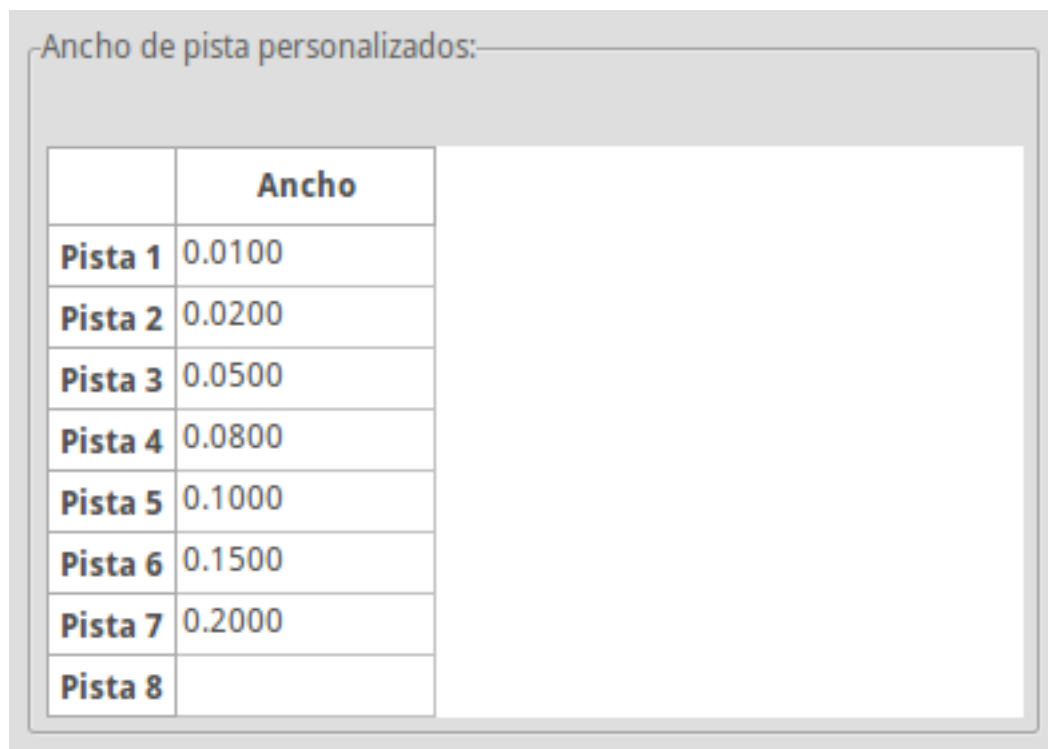 Ancho de pista personalizados:
Ancho
Pista 1 0.0100
Pista 2 0.0200
Pista 3 0.0500
Pista 4 0.0800
Pista 5 0.1000
Pista 6 0.1500
Pista 7 0.2000
Pista 8